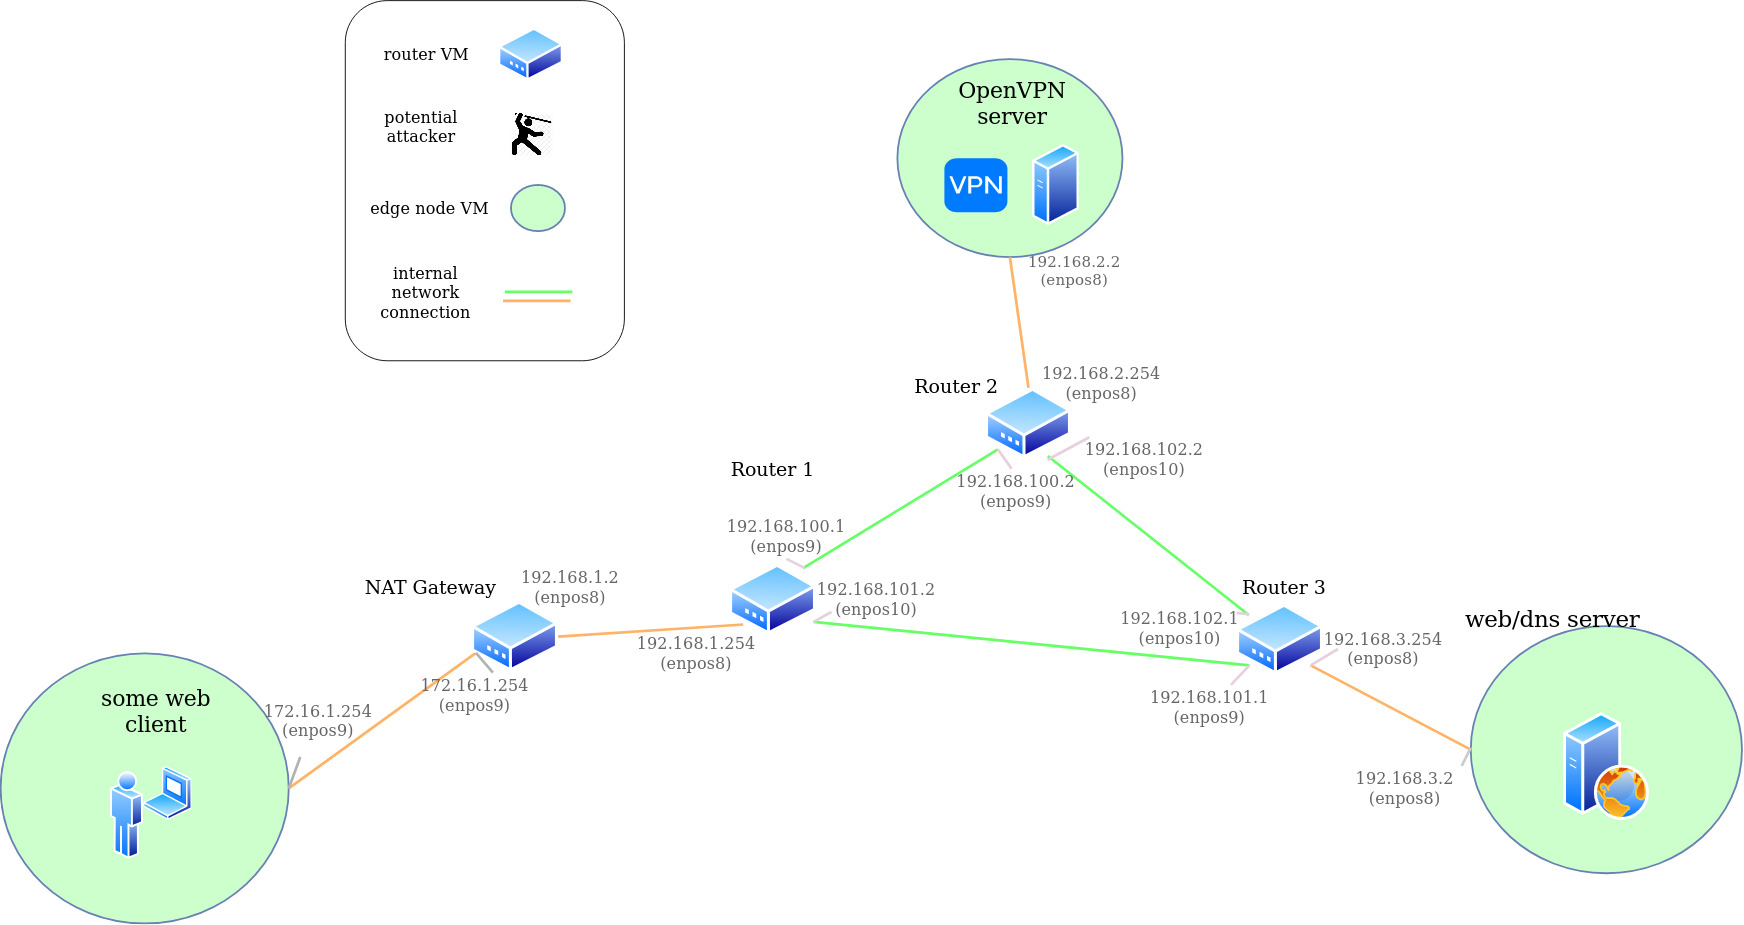 router VM
potential
attacker
edge node VM
internal
network
connection
OpenVPN
server
VPN
192.168.2.2
(enpos8)
Router 2
192.168.2.254
(enpos8)
192.168.102.2
(enpos10)
192.168.100.2
(enpos9)
Router 1
192.168.100.1
(enpos9)
192.168.101.2
(enpos10)
NAT Gateway
192.168.1.2
(enpos8)
192.168.1.254
(enpos8)
172.16.1.254
(enpos9)
some web
client
172.16.1.254
(enpos9)
Router 3
192.168.102.1
(enpos10)
192.168.3.254
(enpos8)
192.168.101.1
(enpos9)
web/dns server
192.168.3.2
(enpos8)